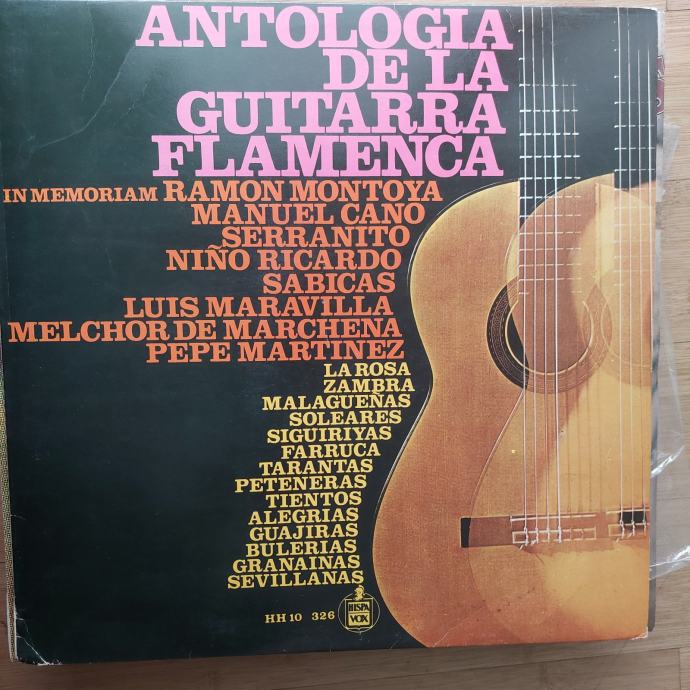 ANTOLOGIA
DE LA
GUITARRA
FLAMENCA
IN MEMORIAM RAMON MONTOYA
MANUEL CANO
SERRANITO
NIÑO RICARDO
SABICAS
LUIS MARAVILLA
MELCHOR DE MARCHENA
PEPE MARTINEZ
LA ROSA
ZAMBRA
MALAGUEÑAS
SOLEARES
SIGUIRIYAS
FARRUCA
TARANTAS
PETENERAS
TIENTOS
ALEGRIAS
GUAJIRAS
BULERIAS
GRANAINAS
SEVILLANAS
HH 10 326
HISPA
VOX